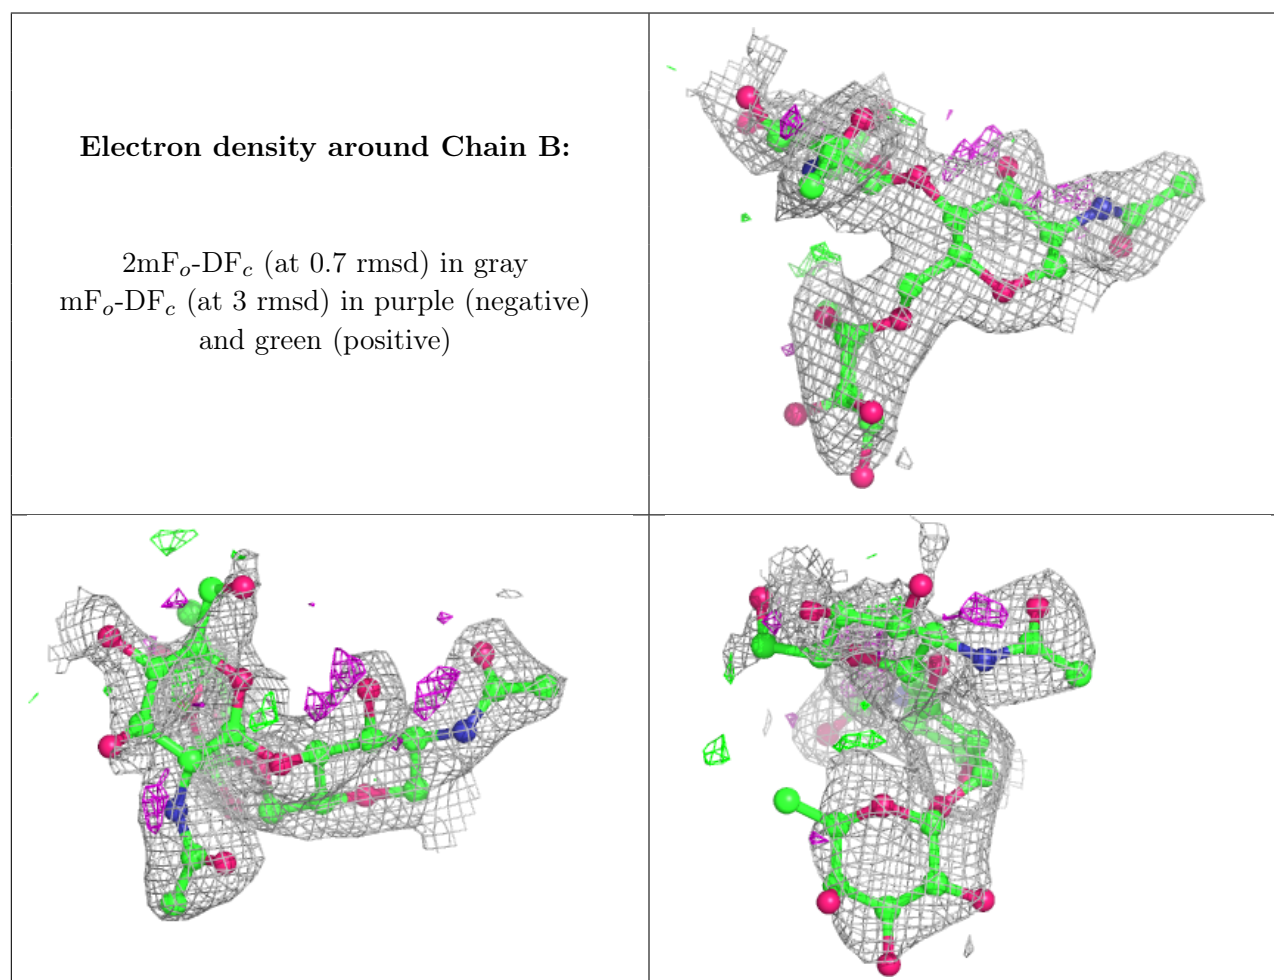 Electron density around Chain B:
2mFo-DFc (at 0.7 rmsd) in gray
mFo-DFc (at 3 rmsd) in purple (negative)
and green (positive)